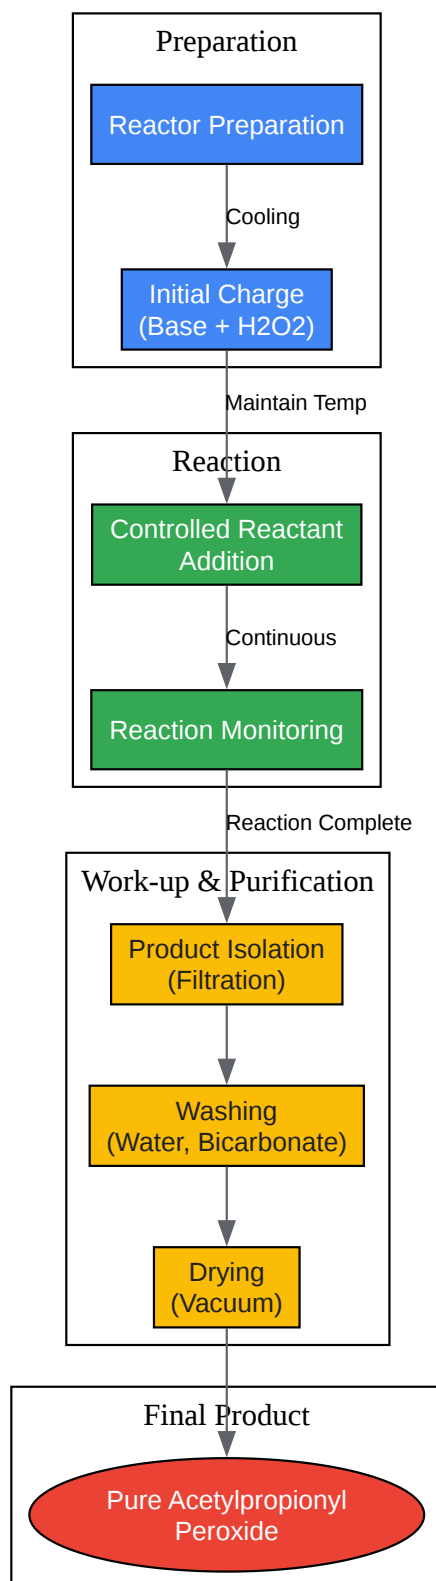 Preparation
Reactor Preparation
Cooling
Initial Charge
(Base + H2O2)
Maintain Temp
Reaction
Controlled Reactant
Addition
Continuous
Reaction Monitoring
Reaction Complete
Work-up & Purification
Product Isolation
(Filtration)
Washing
(Water, Bicarbonate)
Drying
(Vacuum)
Final Product
Pure Acetylpropionyl
Peroxide